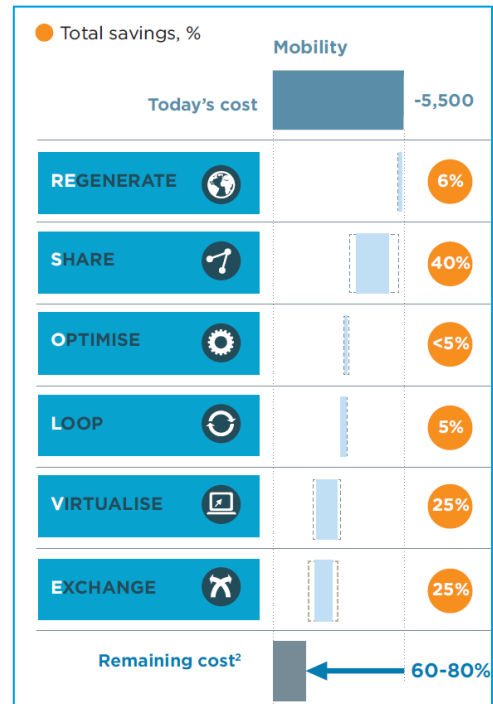 Total savings, %
Mobility
Today's cost
-5,500
REGENERATE
6%
SHARE
40%
OPTIMISE
<5%
LOOP
5%
VIRTUALISE
25%
EXCHANGE
25%
Remaining cost²
60-80%